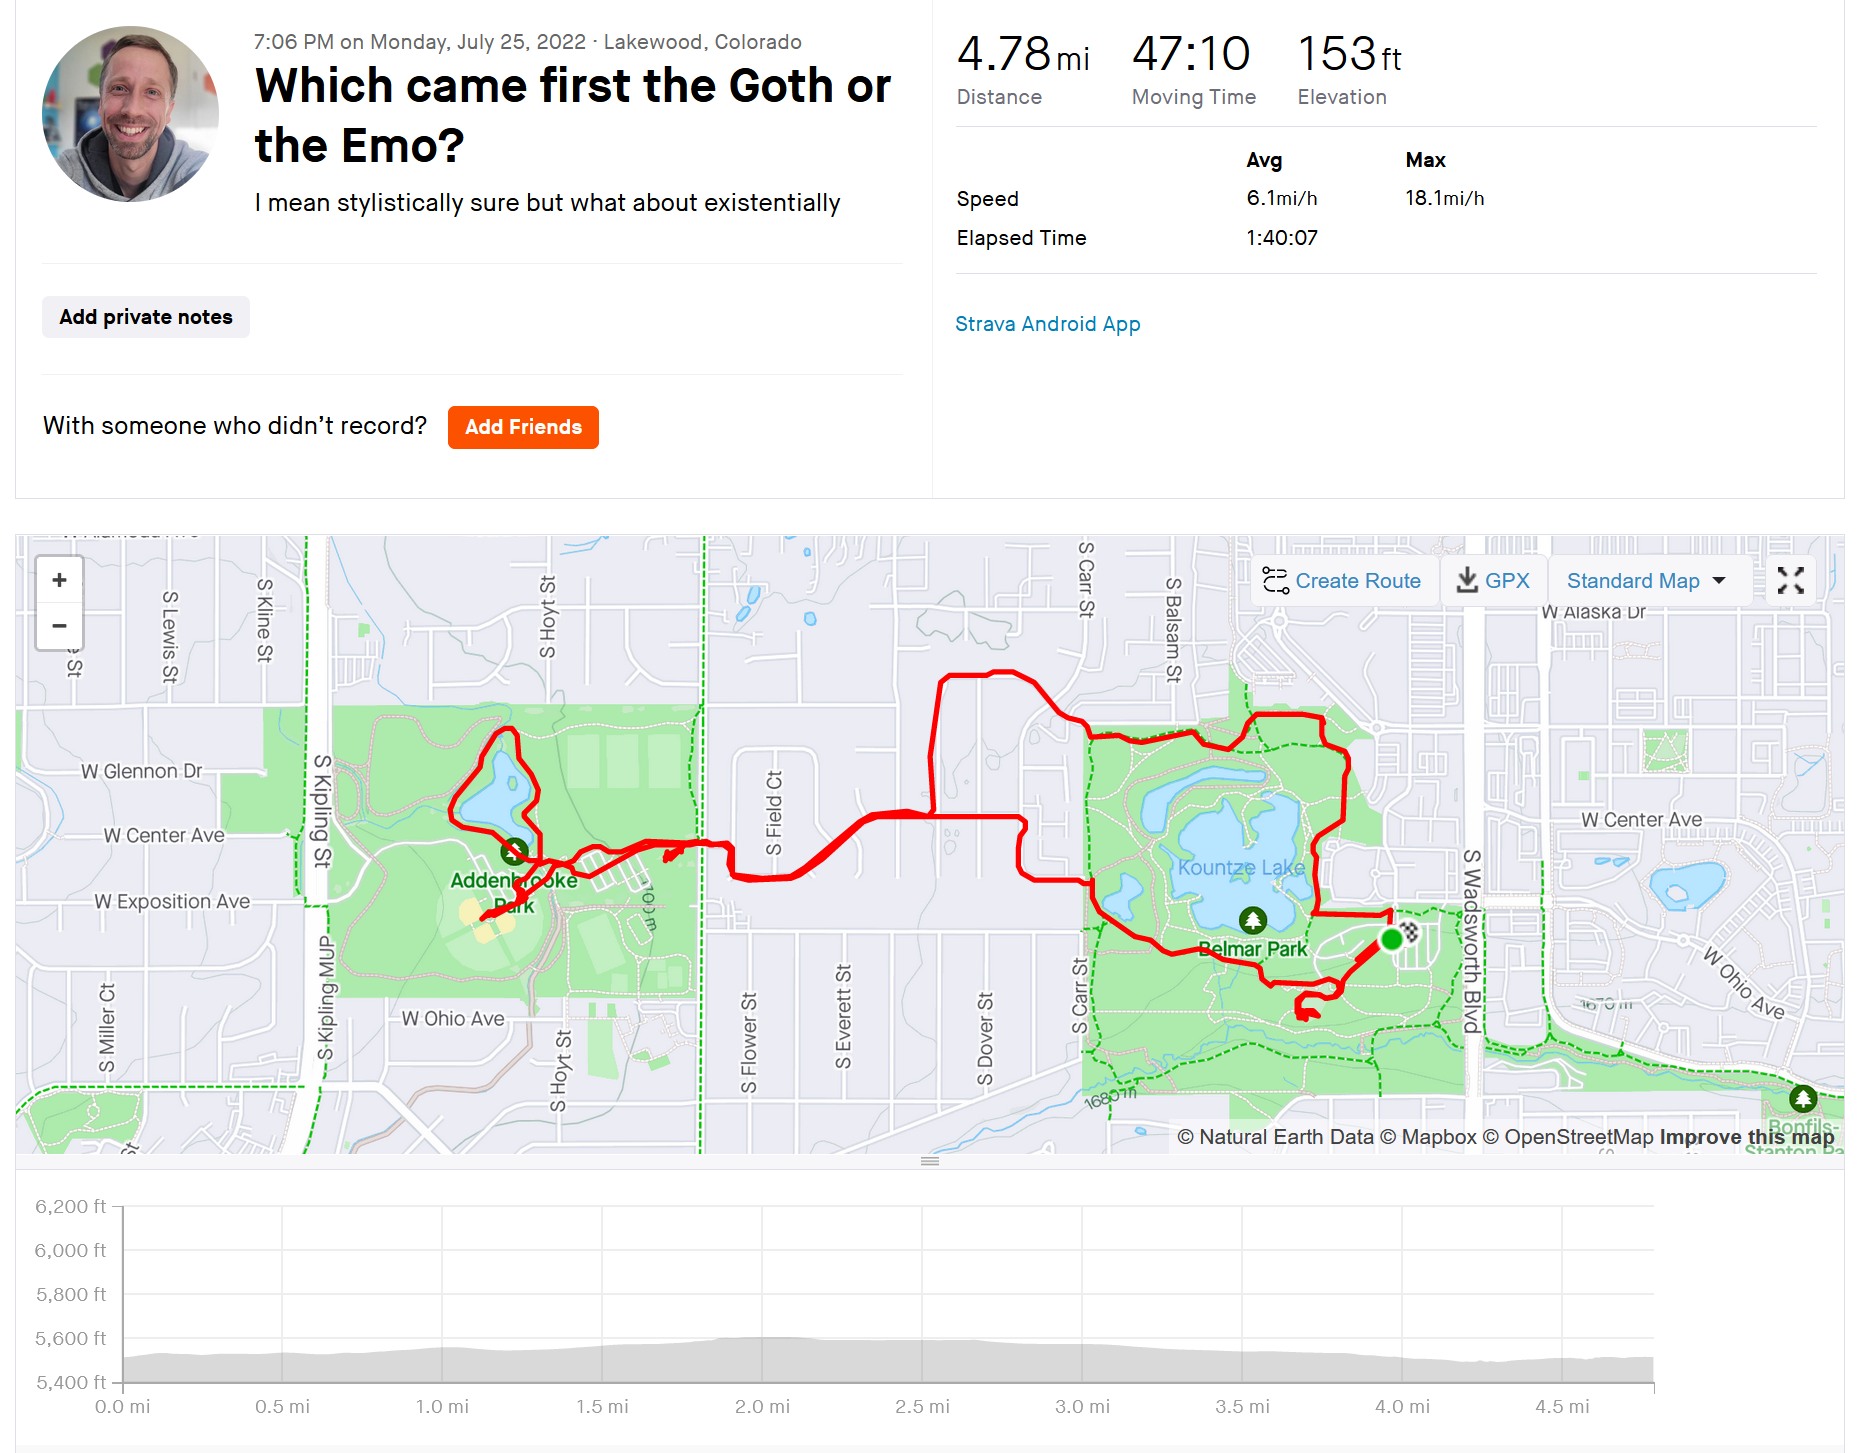 7:06 PM on Monday, July 25, 2022 · Lakewood, Colorado
Which came first the Goth or
the Emo?
I mean stylistically sure but what about existentially
Add private notes
With someone who didn't record?
Add Friends
4.78 mi
Distance
47:10
Moving Time
153 ft
Elevation
Avg
Max
Speed
6.1mi/h
18.1mi/h
Elapsed Time
1:40:07
Strava Android App
+
−
Create Route
GPX
Standard Map
S Lewis St
S Kline St
S Hoyt St
S Carr St
S Balsam St
W Alaska Dr
W Glennon Dr
S Kipling St
W Center Ave
W Exposition Ave
Addenbrooke
Park
100 m
S Field Ct
Kountze Lake
Belmar Park
S Wadsworth Blvd
W Center Ave
W Ohio Ave
1670 m
S Miller Ct
S Kipling MUP
W Ohio Ave
S Hoyt St
S Flower St
S Everett St
S Dover St
S Carr St
1680 m
Bonfils-
Stanton Pa
© Natural Earth Data © Mapbox © OpenStreetMap Improve this map
6,200 ft
6,000 ft
5,800 ft
5,600 ft
5,400 ft
0.0 mi
0.5 mi
1.0 mi
1.5 mi
2.0 mi
2.5 mi
3.0 mi
3.5 mi
4.0 mi
4.5 mi